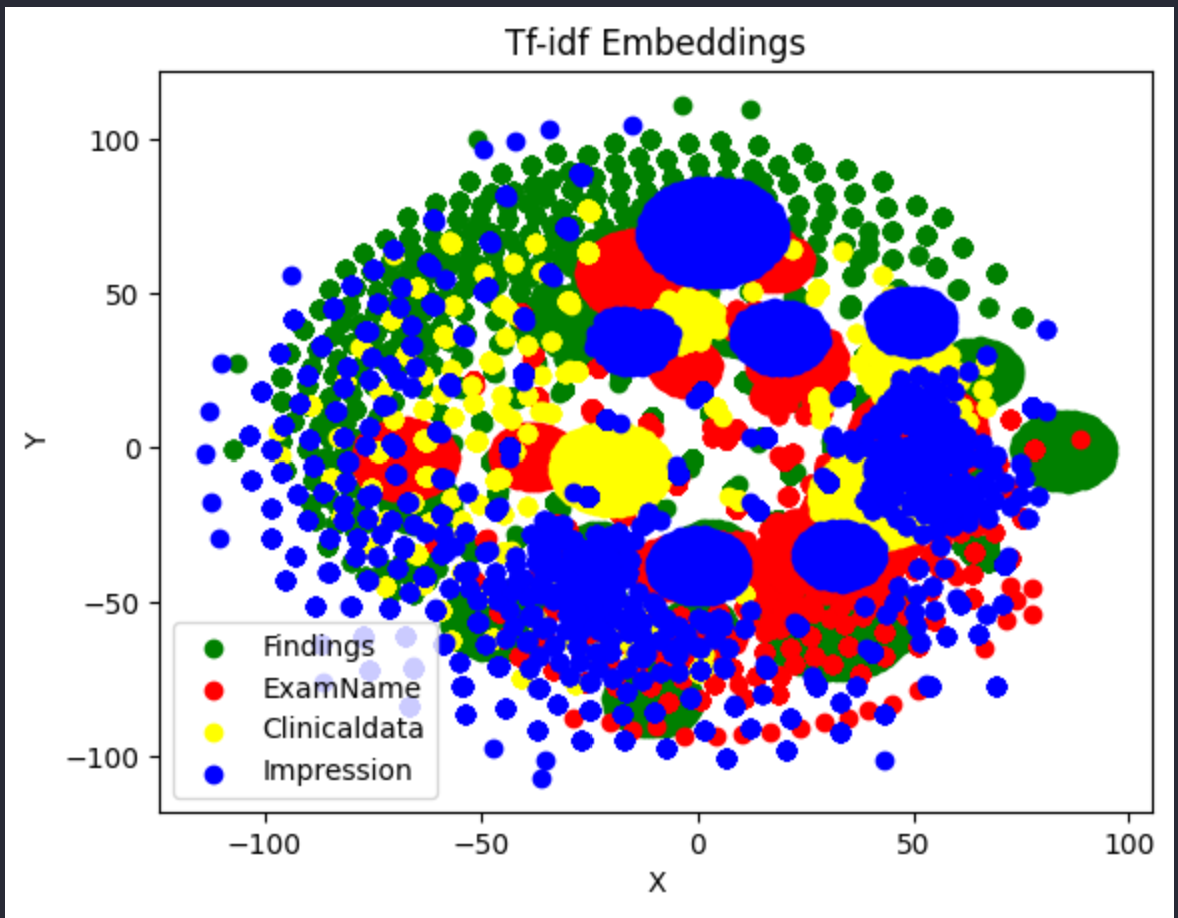 Tf-idf Embeddings
100
50
0
−50
−100
Y
Findings
ExamName
Clinicaldata
Impression
−100 −50 0 50 100
X